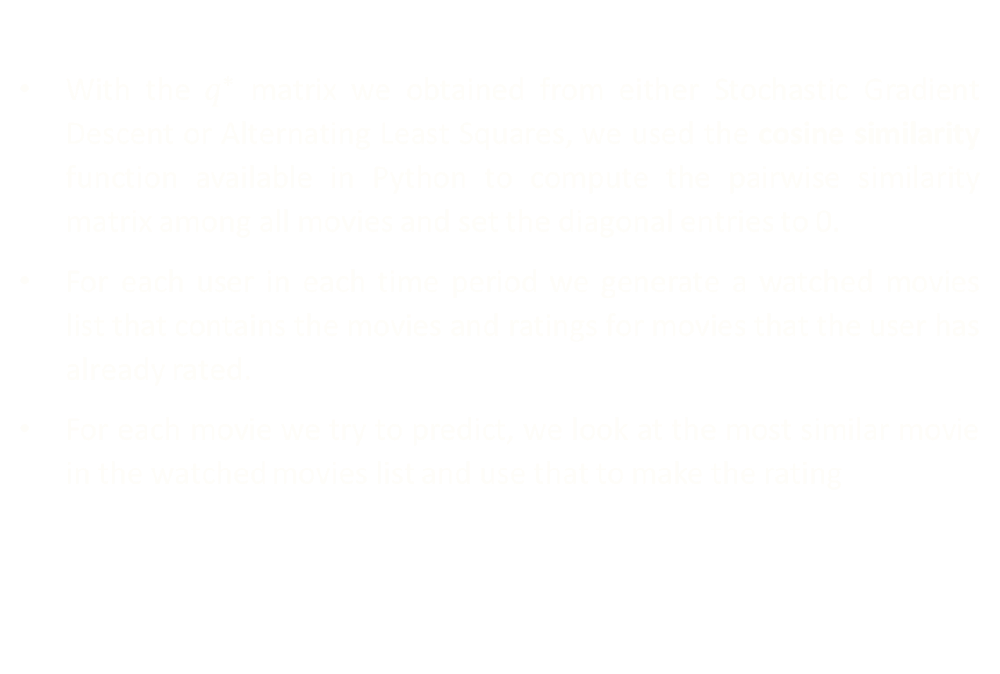 • With the q* matrix we obtained from either Stochastic Gradient
Descent or Alternating Least Squares, we used the cosine similarity
function available in Python to compute the pairwise similarity
matrix among all movies and set the diagonal entries to 0.
• For each user in each time period we generate a watched movies
list that contains the movies and ratings for movies that the user has
already rated.
• For each movie we try to predict, we look at the most similar movie
in the watched movies list and use that to make the rating